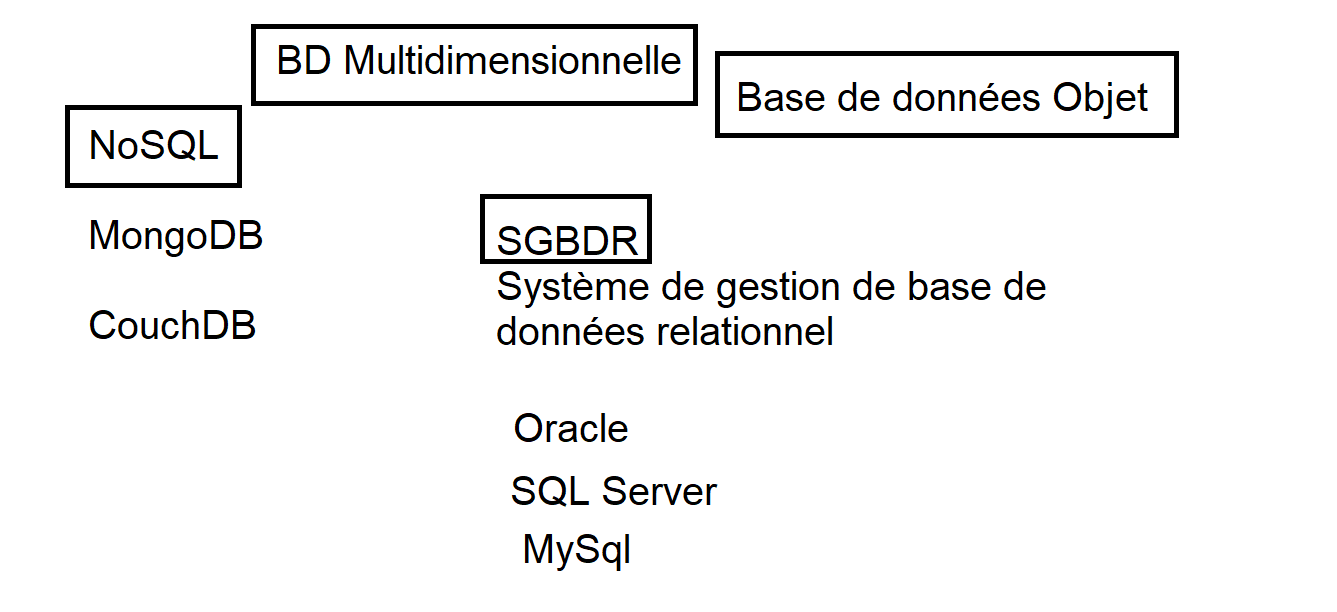 BD Multidimensionnelle
Base de données Objet
NoSQL
MongoDB
CouchDB
SGBDR
Système de gestion de base de
données relationnel
Oracle
SQL Server
MySql